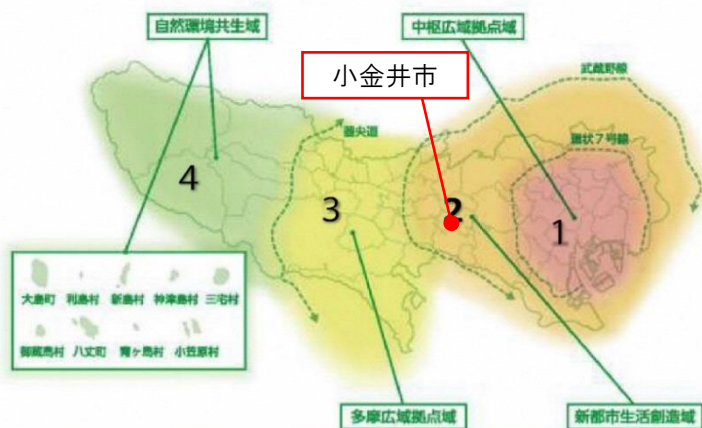 自然環境共生域
中枢広域拠点域
小金井市
武蔵野線
圏央道
環状7号線
4
3
2
1
大島町 利島村 新島村 神津島村 三宅村
御蔵島村 八丈町 青ヶ島村 小笠原村
多摩広域拠点域
新都市生活創造域